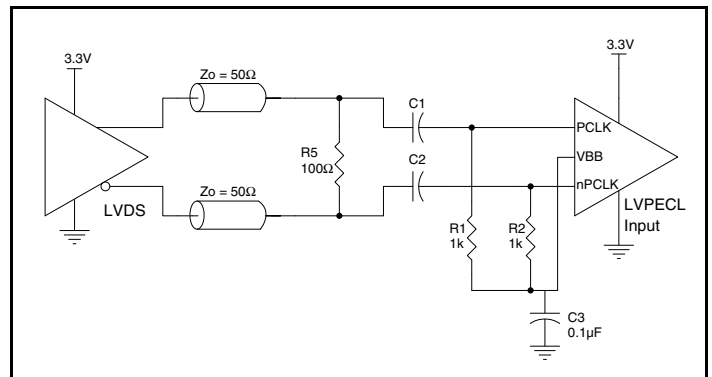 3.3V
3.3V
Zo = 50Ω
C1
PCLK
R5
100Ω
VBB
C2
Zo = 50Ω
nPCLK
LVDS
LVPECL
Input
R1
1k
R2
1k
C3
0.1µF